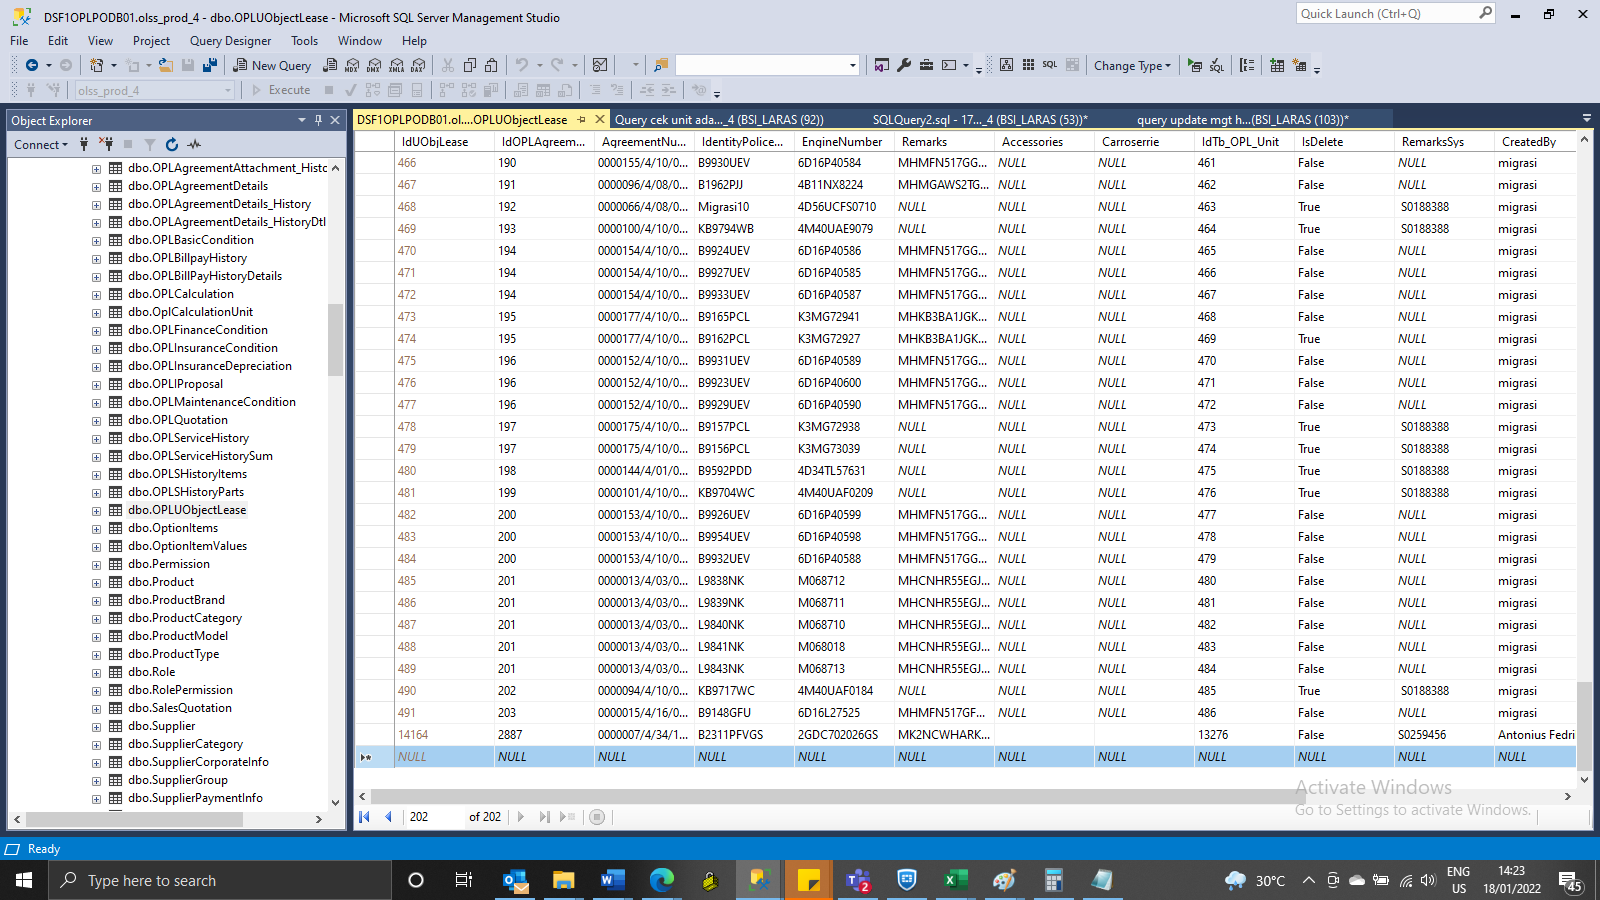 DSF1OPLPODB01.olss_prod_4 - dbo.OPLUObjectLease - Microsoft SQL Server Management Studio
Quick Launch (Ctrl+Q)
File Edit View Project Query Designer Tools Window Help
New Query MDX DMX XMLA DAX SQL Change Type
olss_prod_4 Execute
Object Explorer
Connect
dbo.OPLAgreementAttachment_Histc
dbo.OPLAgreementDetails
dbo.OPLAgreementDetails_History
dbo.OPLAgreementDetails_HistoryDtl
dbo.OPLBasicCondition
dbo.OPLBillpayHistory
dbo.OPLBillPayHistoryDetails
dbo.OPLCalculation
dbo.OplCalculationUnit
dbo.OPLFinanceCondition
dbo.OPLInsuranceCondition
dbo.OPLInsuranceDepreciation
dbo.OPLIProposal
dbo.OPLMaintenanceCondition
dbo.OPLQuotation
dbo.OPLServiceHistory
dbo.OPLServiceHistorySum
dbo.OPLSHistoryItems
dbo.OPLSHistoryParts
dbo.OPLUObjectLease
dbo.OptionItems
dbo.OptionItemValues
dbo.Permission
dbo.Product
dbo.ProductBrand
dbo.ProductCategory
dbo.ProductModel
dbo.ProductType
dbo.Role
dbo.RolePermission
dbo.SalesQuotation
dbo.Supplier
dbo.SupplierCategory
dbo.SupplierCorporateInfo
dbo.SupplierGroup
dbo.SupplierPaymentInfo
DSF1OPLPODB01.ol....OPLUObjectLease Query cek unit ada..._4 (BSI_LARAS (92)) SQLQuery2.sql - 17..._4 (BSI_LARAS (53))* query update mgt h...(BSI_LARAS (103))*
IdUObjLease IdOPLAgreem... AgreementNu... IdentityPolice... EngineNumber Remarks Accessories Carroserrie IdTb_OPL_Unit IsDelete RemarksSys CreatedBy
466 190 0000155/4/10/0... B9930UEV 6D16P40584 MHMFN517GG... NULL NULL 461 False NULL migrasi
467 191 0000096/4/08/0... B1962PJJ 4B11NX8224 MHMGAWS2TG... NULL NULL 462 False NULL migrasi
468 192 0000066/4/08/0... Migrasi10 4D56UCFS0710 NULL NULL NULL 463 True S0188388 migrasi
469 193 0000100/4/10/0... KB9794WB 4M40UAE9079 NULL NULL NULL 464 True S0188388 migrasi
470 194 0000154/4/10/0... B9924UEV 6D16P40586 MHMFN517GG... NULL NULL 465 False NULL migrasi
471 194 0000154/4/10/0... B9927UEV 6D16P40585 MHMFN517GG... NULL NULL 466 False NULL migrasi
472 194 0000154/4/10/0... B9933UEV 6D16P40587 MHMFN517GG... NULL NULL 467 False NULL migrasi
473 195 0000177/4/10/0... B9165PCL K3MG72941 MHKB3BA1JGK... NULL NULL 468 False NULL migrasi
474 195 0000177/4/10/0... B9162PCL K3MG72927 MHKB3BA1JGK... NULL NULL 469 True NULL migrasi
475 196 0000152/4/10/0... B9931UEV 6D16P40589 MHMFN517GG... NULL NULL 470 False NULL migrasi
476 196 0000152/4/10/0... B9923UEV 6D16P40600 MHMFN517GG... NULL NULL 471 False NULL migrasi
477 196 0000152/4/10/0... B9929UEV 6D16P40590 MHMFN517GG... NULL NULL 472 False NULL migrasi
478 197 0000175/4/10/0... B9157PCL K3MG72938 NULL NULL NULL 473 True S0188388 migrasi
479 197 0000175/4/10/0... B9156PCL K3MG73039 NULL NULL NULL 474 True S0188388 migrasi
480 198 0000144/4/01/0... B9592PDD 4D34TL57631 NULL NULL NULL 475 True S0188388 migrasi
481 199 0000101/4/10/0... KB9704WC 4M40UAF0209 NULL NULL NULL 476 True S0188388 migrasi
482 200 0000153/4/10/0... B9926UEV 6D16P40599 MHMFN517GG... NULL NULL 477 False NULL migrasi
483 200 0000153/4/10/0... B9954UEV 6D16P40598 MHMFN517GG... NULL NULL 478 False NULL migrasi
484 200 0000153/4/10/0... B9932UEV 6D16P40588 MHMFN517GG... NULL NULL 479 False NULL migrasi
485 201 0000013/4/03/0... L9838NK M068712 MHCNHR55EGJ... NULL NULL 480 False NULL migrasi
486 201 0000013/4/03/0... L9839NK M068711 MHCNHR55EGJ... NULL NULL 481 False NULL migrasi
487 201 0000013/4/03/0... L9840NK M068710 MHCNHR55EGJ... NULL NULL 482 False NULL migrasi
488 201 0000013/4/03/0... L9841NK M068018 MHCNHR55EGJ... NULL NULL 483 False NULL migrasi
489 201 0000013/4/03/0... L9843NK M068713 MHCNHR55EGJ... NULL NULL 484 False NULL migrasi
490 202 0000094/4/10/0... KB9717WC 4M40UAF0184 NULL NULL NULL 485 True S0188388 migrasi
491 203 0000015/4/16/0... B9148GFU 6D16L27525 MHMFN517GF... NULL NULL 486 False NULL migrasi
14164 2887 0000007/4/34/1... B2311PFVGS 2GDC702026GS MK2NCWHARK... 13276 False S0259456 Antonius Fedri
NULL NULL NULL NULL NULL NULL NULL NULL NULL NULL NULL NULL
202 of 202
Activate Windows
Go to Settings to activate Windows.
Ready
Type here to search
2
30°C
ENG
US
14:23
18/01/2022
45